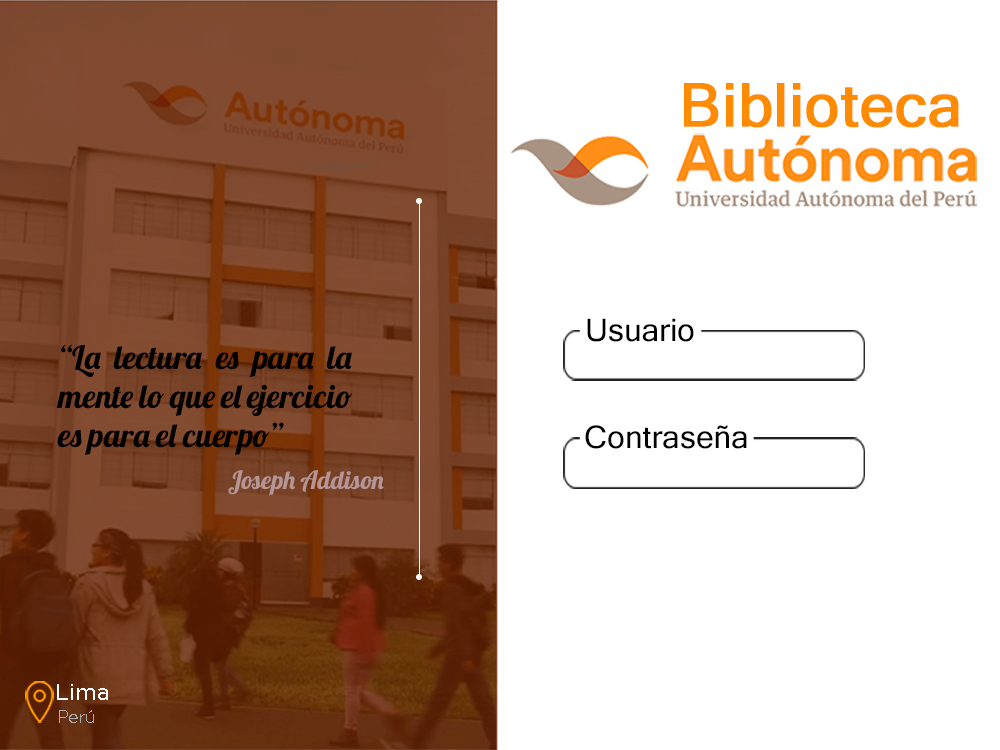 Autónoma
Universidad Autónoma del Perú
“La lectura es para la
mente lo que el ejercicio
es para el cuerpo”
Joseph Addison
Lima
Perú
Biblioteca
Autónoma
Universidad Autónoma del Perú
Usuario
Contraseña